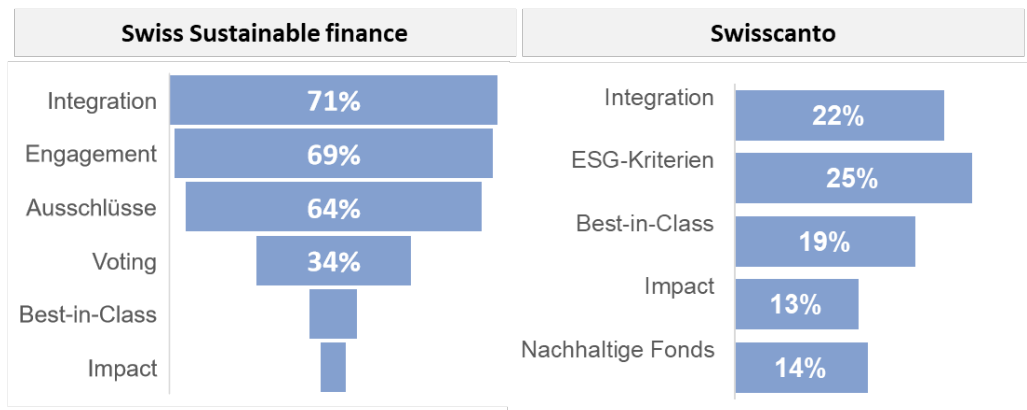 Swiss Sustainable finance
Integration 71%
Engagement 69%
Ausschlüsse 64%
Voting 34%
Best-in-Class
Impact
Swisscanto
Integration 22%
ESG-Kriterien 25%
Best-in-Class 19%
Impact 13%
Nachhaltige Fonds 14%